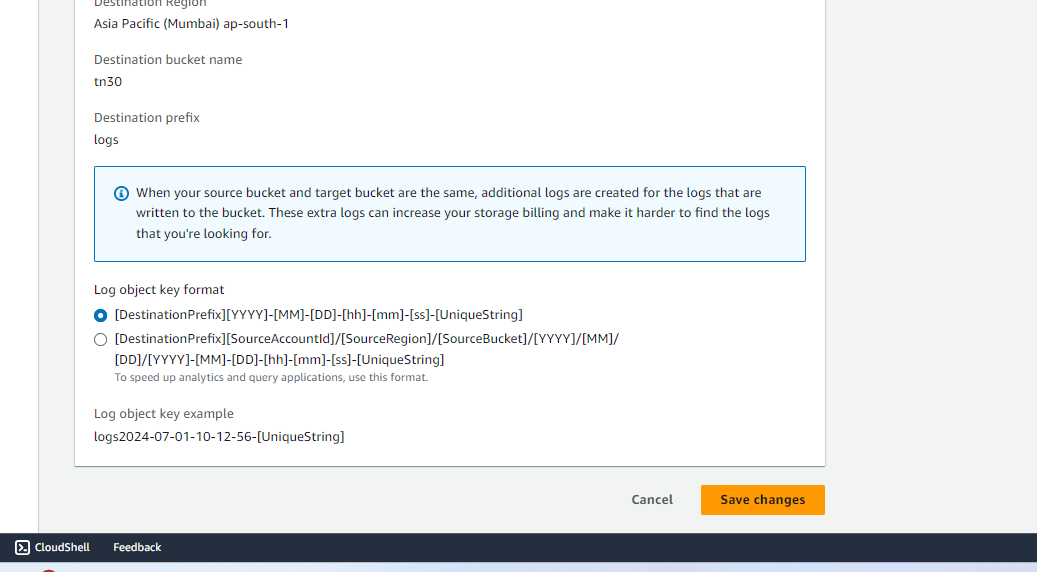 Destination Region
Asia Pacific (Mumbai) ap-south-1
Destination bucket name
tn30
Destination prefix
logs
When your source bucket and target bucket are the same, additional logs are created for the logs that are
written to the bucket. These extra logs can increase your storage billing and make it harder to find the logs
that you're looking for.
Log object key format
[DestinationPrefix][YYYY]-[MM]-[DD]-[hh]-[mm]-[ss]-[UniqueString]
[DestinationPrefix][SourceAccountId]/[SourceRegion]/[SourceBucket]/[YYYY]/[MM]/
[DD]/[YYYY]-[MM]-[DD]-[hh]-[mm]-[ss]-[UniqueString]
To speed up analytics and query applications, use this format.
Log object key example
logs2024-07-01-10-12-56-[UniqueString]
Cancel
Save changes
CloudShell
Feedback